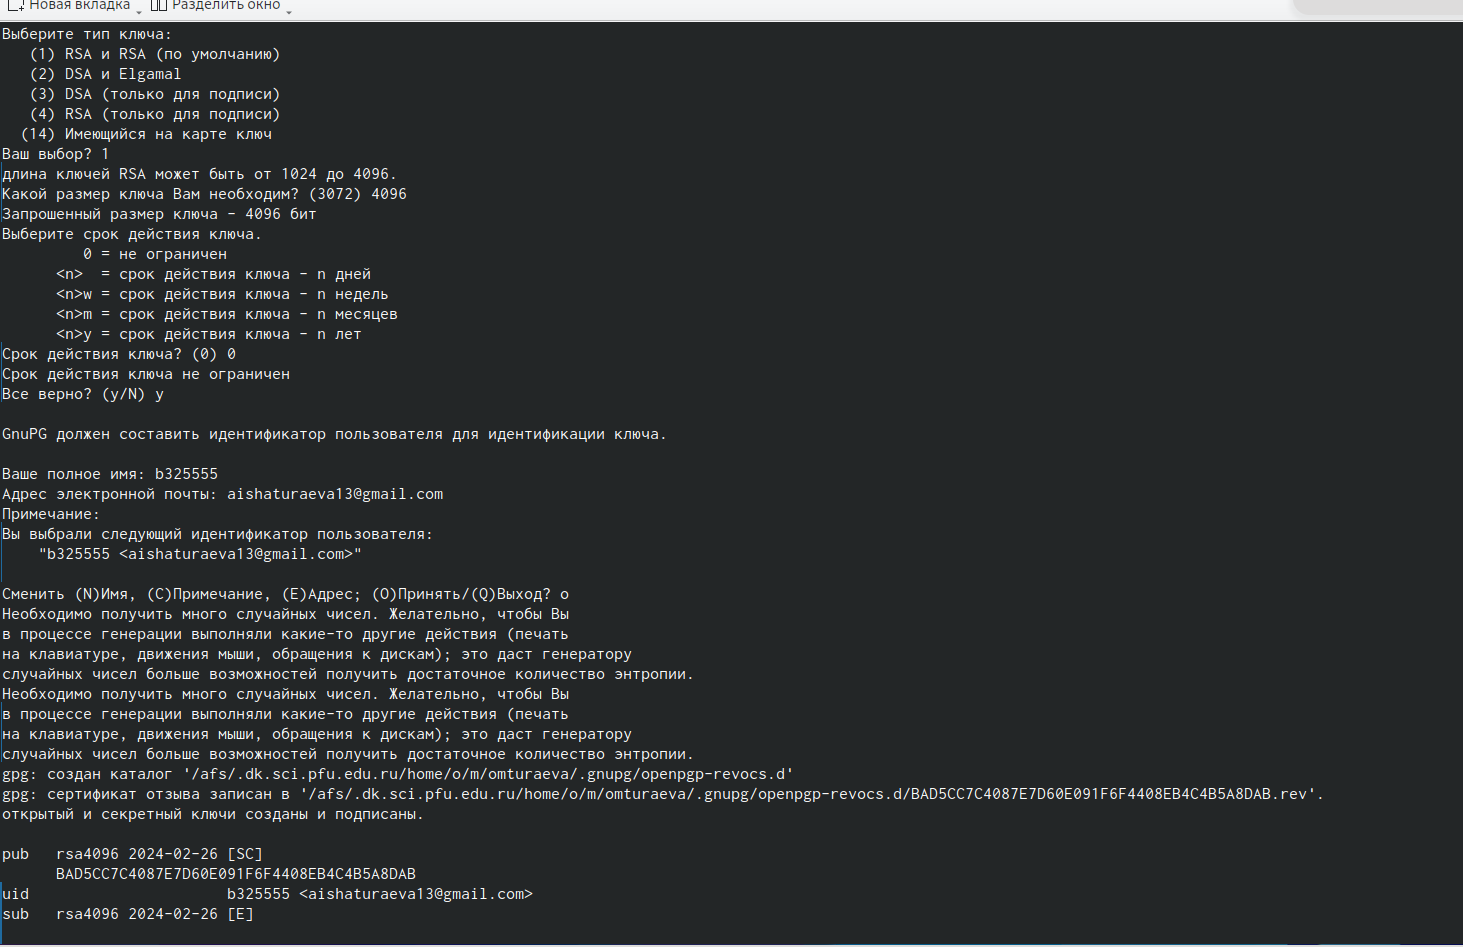 Новая вкладка Разделить окно
Выберите тип ключа:
   (1) RSA и RSA (по умолчанию)
   (2) DSA и Elgamal
   (3) DSA (только для подписи)
   (4) RSA (только для подписи)
  (14) Имеющийся на карте ключ
Ваш выбор? 1
длина ключей RSA может быть от 1024 до 4096.
Какой размер ключа Вам необходим? (3072) 4096
Запрошенный размер ключа - 4096 бит
Выберите срок действия ключа.
         0 = не ограничен
      <n>  = срок действия ключа - n дней
      <n>w = срок действия ключа - n недель
      <n>m = срок действия ключа - n месяцев
      <n>y = срок действия ключа - n лет
Срок действия ключа? (0) 0
Срок действия ключа не ограничен
Все верно? (y/N) y
GnuPG должен составить идентификатор пользователя для идентификации ключа.
Ваше полное имя: b325555
Адрес электронной почты: aishaturaeva13@gmail.com
Примечание:
Вы выбрали следующий идентификатор пользователя:
    "b325555 <aishaturaeva13@gmail.com>"
Сменить (N)Имя, (C)Примечание, (E)Адрес; (O)Принять/(Q)Выход? o
Необходимо получить много случайных чисел. Желательно, чтобы Вы
в процессе генерации выполняли какие-то другие действия (печать
на клавиатуре, движения мыши, обращения к дискам); это даст генератору
случайных чисел больше возможностей получить достаточное количество энтропии.
Необходимо получить много случайных чисел. Желательно, чтобы Вы
в процессе генерации выполняли какие-то другие действия (печать
на клавиатуре, движения мыши, обращения к дискам); это даст генератору
случайных чисел больше возможностей получить достаточное количество энтропии.
gpg: создан каталог '/afs/.dk.sci.pfu.edu.ru/home/o/m/omturaeva/.gnupg/openpgp-revocs.d'
gpg: сертификат отзыва записан в '/afs/.dk.sci.pfu.edu.ru/home/o/m/omturaeva/.gnupg/openpgp-revocs.d/BAD5CC7C4087E7D60E091F6F4408EB4C4B5A8DAB.rev'.
открытый и секретный ключи созданы и подписаны.
pub   rsa4096 2024-02-26 [SC]
      BAD5CC7C4087E7D60E091F6F4408EB4C4B5A8DAB
uid                      b325555 <aishaturaeva13@gmail.com>
sub   rsa4096 2024-02-26 [E]